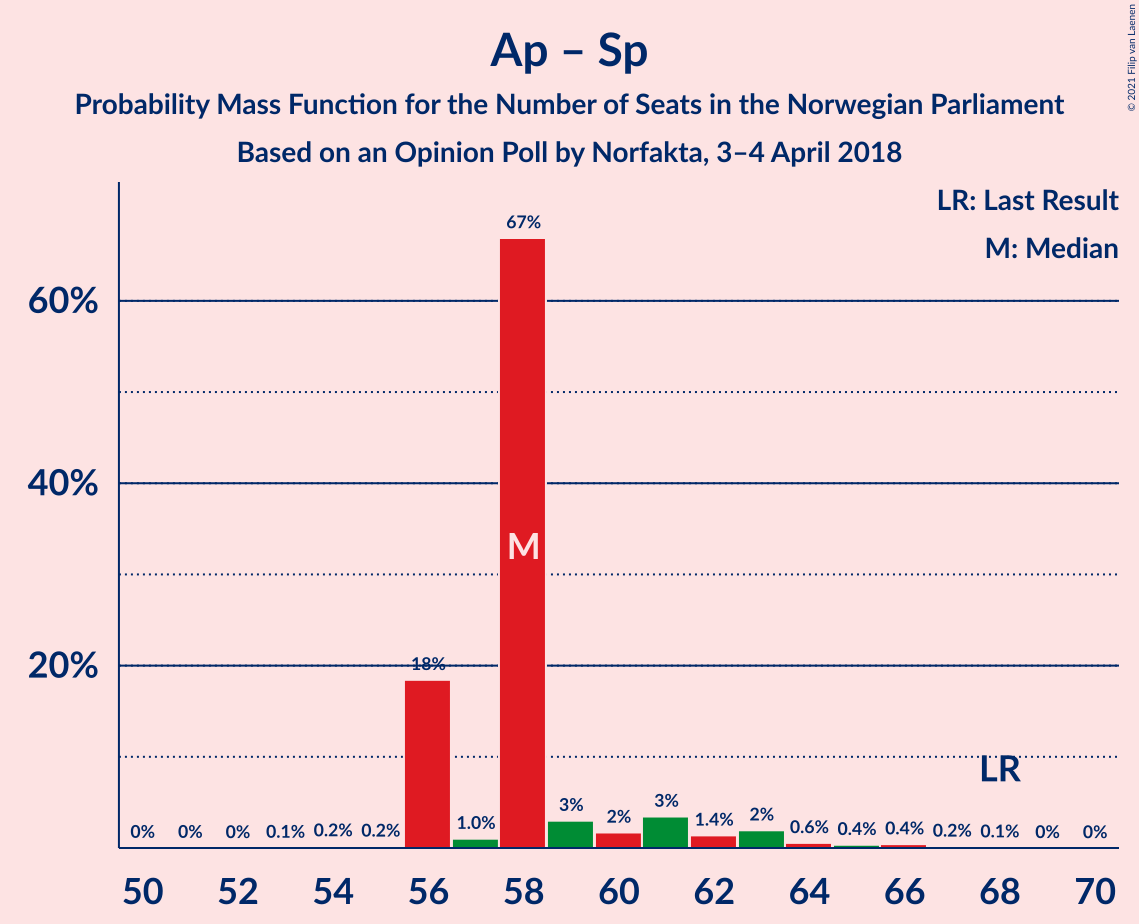 Ap – Sp
Probability Mass Function for the Number of Seats in the Norwegian Parliament
Based on an Opinion Poll by Norfakta, 3–4 April 2018
© 2021 Filip van Laenen
LR: Last Result
M: Median
67%
60%
40%
M
20%
18%
LR
0% 0% 0% 0.1% 0.2% 0.2% 1.0% 3% 2% 3% 1.4% 2% 0.6% 0.4% 0.4% 0.2% 0.1% 0% 0%
50 52 54 56 58 60 62 64 66 68 70